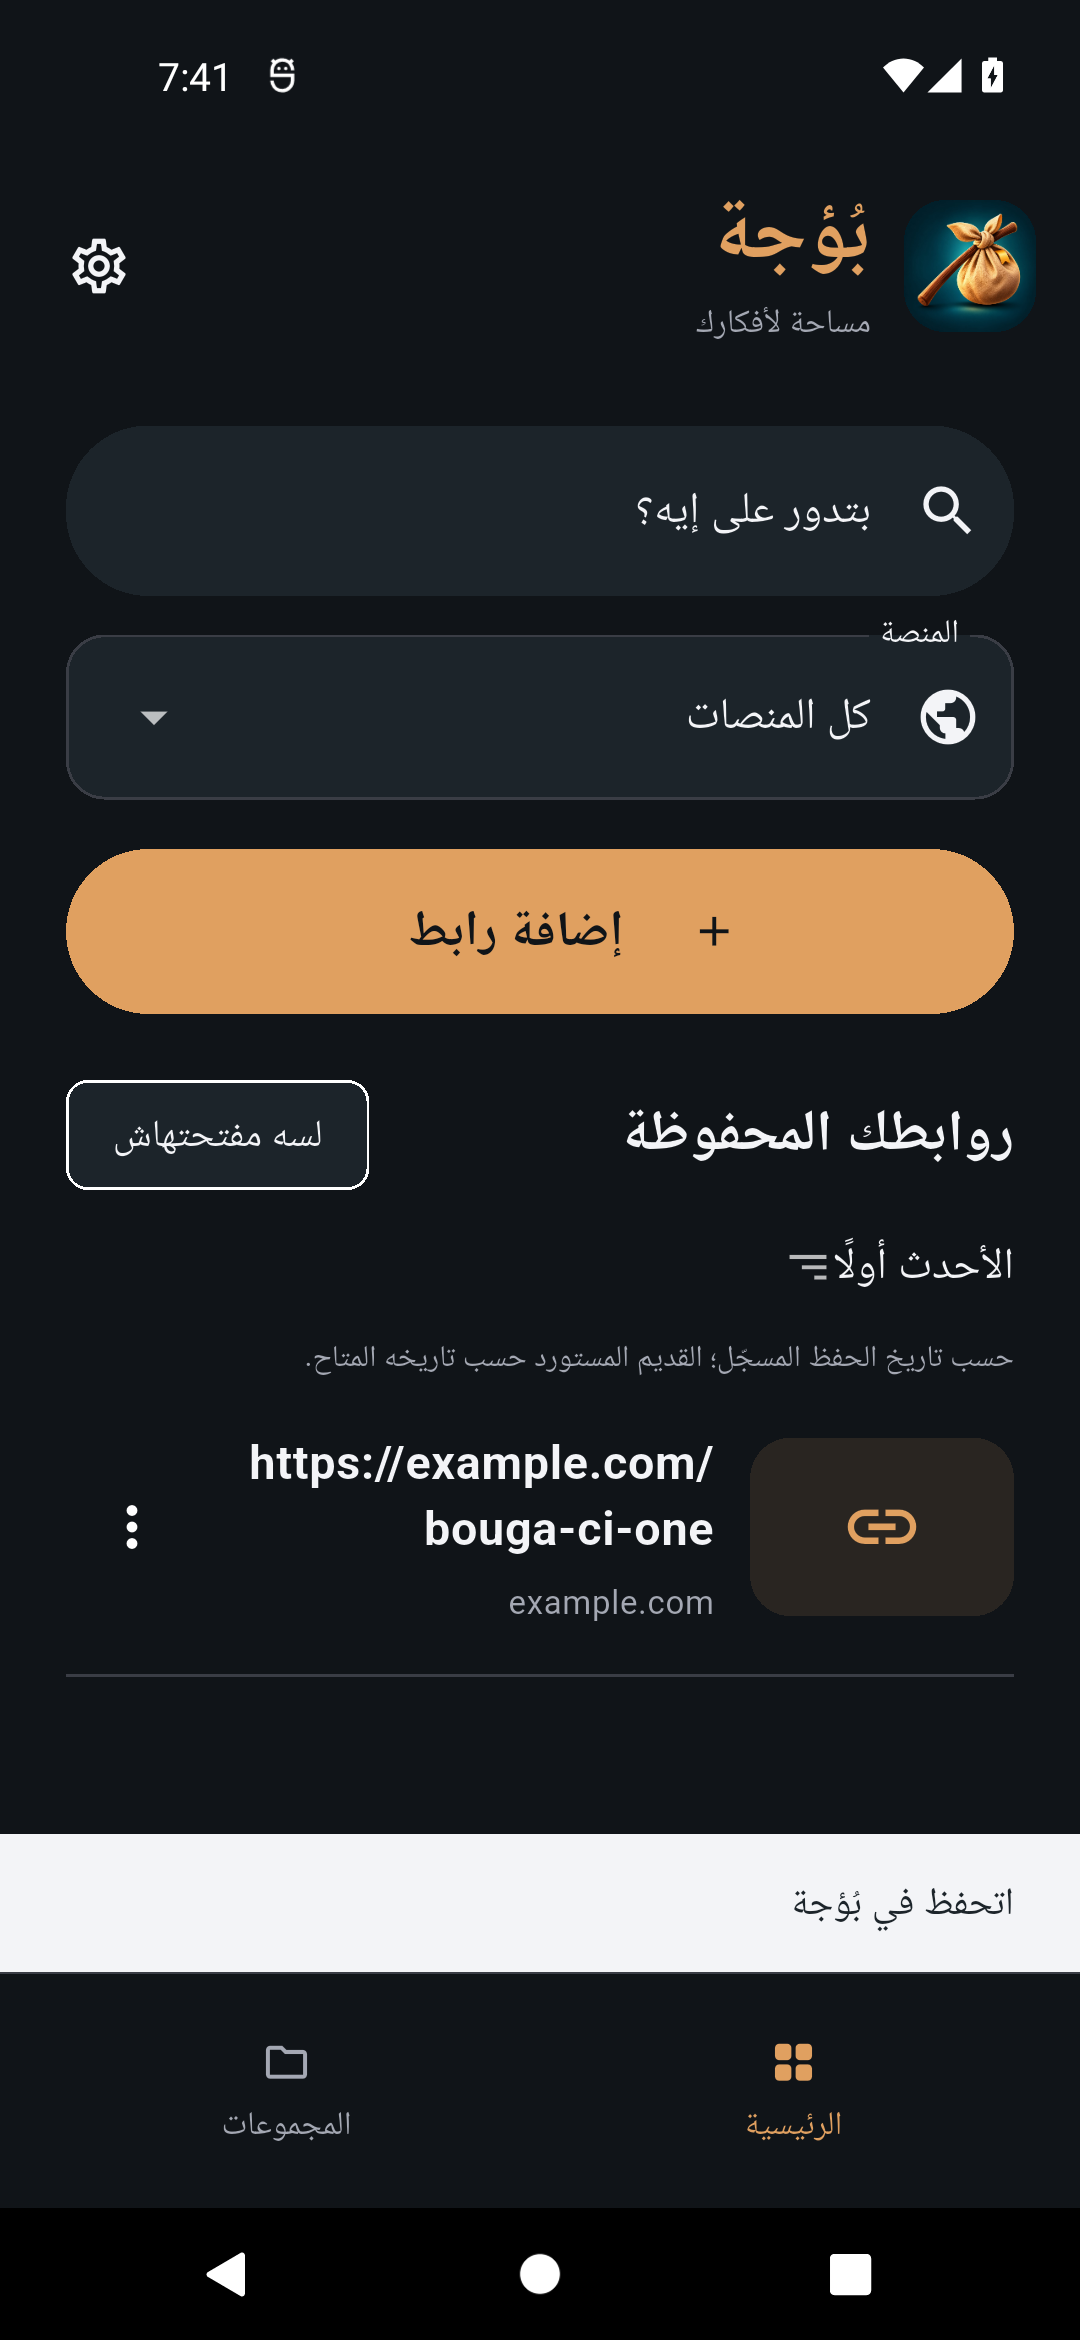 7:41
بُؤجة
مساحة لأفكارك
بتدور على إيه؟
المنصة
كل المنصات
إضافة رابط
روابطك المحفوظة
لسه مفتحتهاش
الأحدث أولًا
حسب تاريخ الحفظ المسجّل؛ القديم المستورد حسب تاريخه المتاح.
https://example.com/
bouga-ci-one
example.com
اتحفظ في بُؤجة
الرئيسية
المجموعات